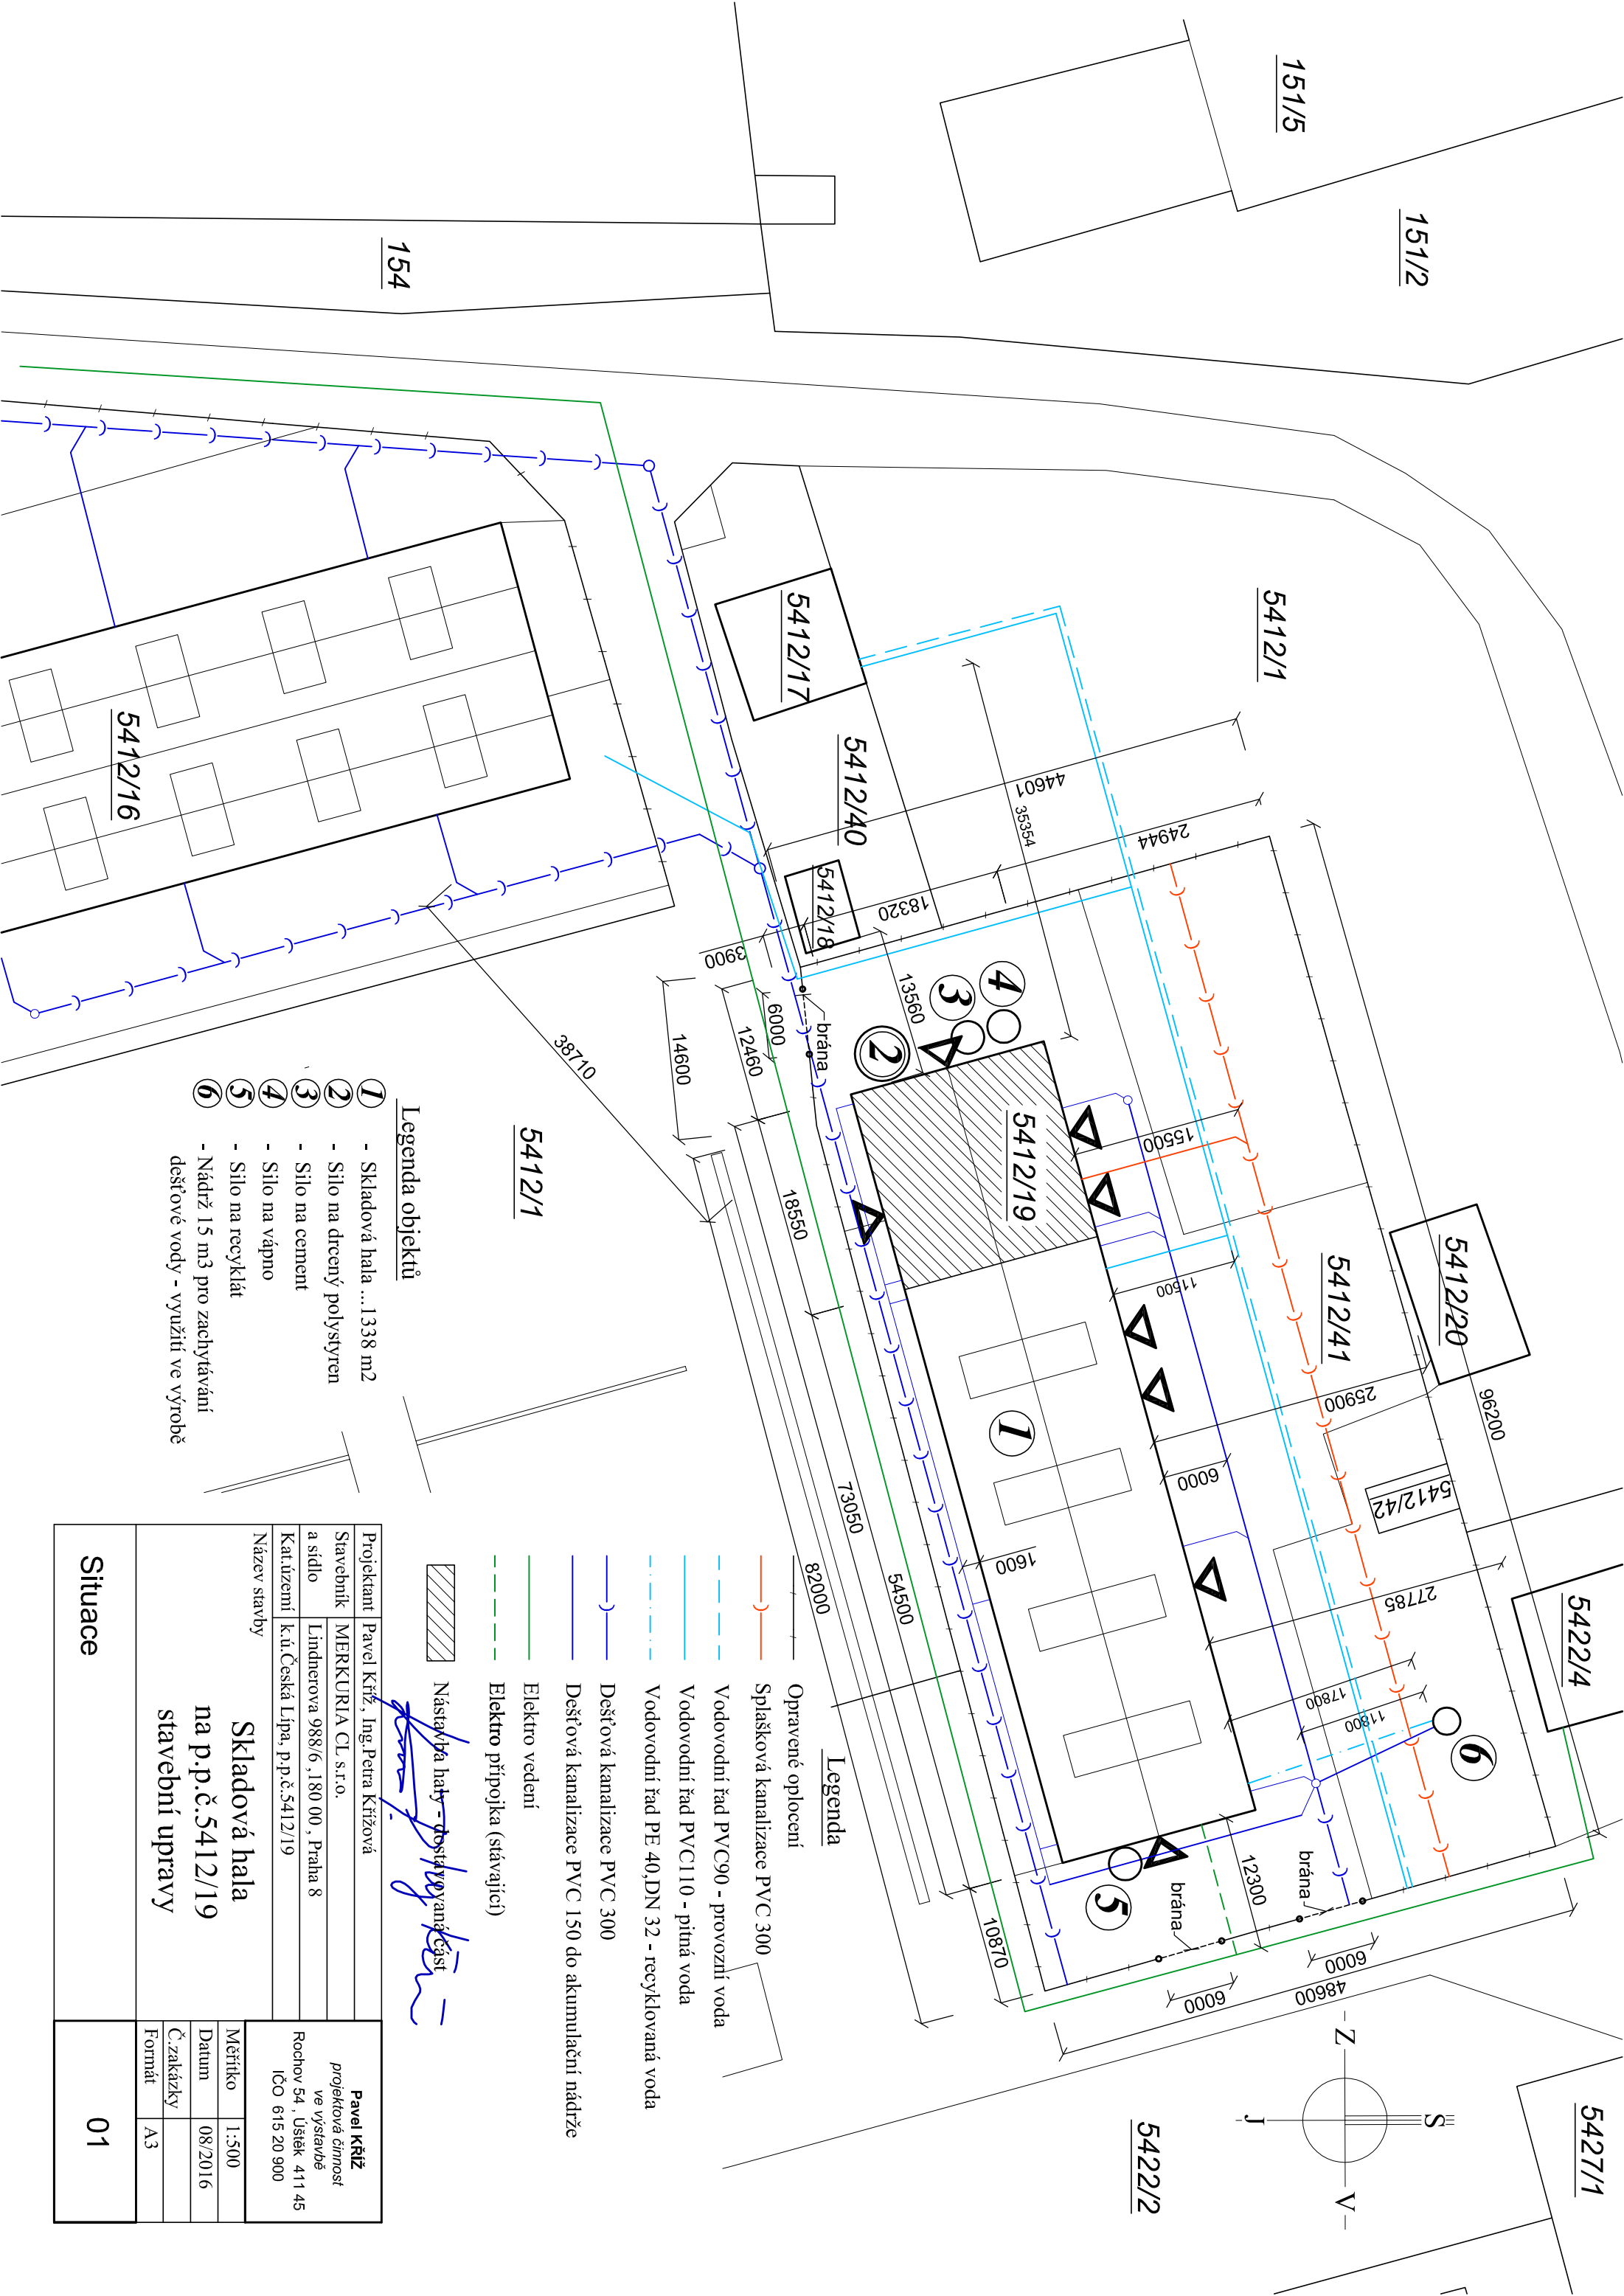 151/5
151/2
154
5412/1
5412/17
5412/40
5412/18
5412/16
5412/19
5412/41
5412/20
5412/42
5422/4
5427/1
5422/2
5412/1
44601
35354
24944
18320
3900
13560
6000
12460
14600
38710
15500
11500
18550
25900
96200
6000
73050
1600
54500
82000
27785
17800
11800
12300
10870
6000
6000
48600
brána
brána
brána
1
2
3
4
5
6
Z
S
J
V
Legenda objektů
1 - Skladová hala ...1338 m2
2 - Silo na drcený polystyren
3 - Silo na cement
4 - Silo na vápno
5 - Silo na recyklát
6 - Nádrž 15 m3 pro zachytávání
dešťové vody - využití ve výrobě
Legenda
Opravené oplocení
Splašková kanalizace PVC 300
Vodovodní řad PVC90 - provozní voda
Vodovodní řad PVC110 - pitná voda
Vodovodní řad PE 40,DN 32 - recyklovaná voda
Dešťová kanalizace PVC 300
Dešťová kanalizace PVC 150 do akumulační nádrže
Elektro vedení
Elektro přípojka (stávající)
Nástavba haly - dostavovaná část
Projektant Pavel Kříž, Ing.Petra Křížová
Stavebník MERKURIA CL s.r.o.
a sídlo Lindnerova 988/6 ,180 00 , Praha 8
Kat.území k.ú.Česká Lípa, p.p.č.5412/19
Název stavby
Skladová hala
na p.p.č.5412/19
stavební upravy
Situace
Pavel KŘÍŽ
projektová činnost
ve výstavbě
Rochov 54 , Úštěk 411 45
IČO 615 20 900
Měřítko 1:500
Datum 08/2016
Č.zakázky
Formát A3
01